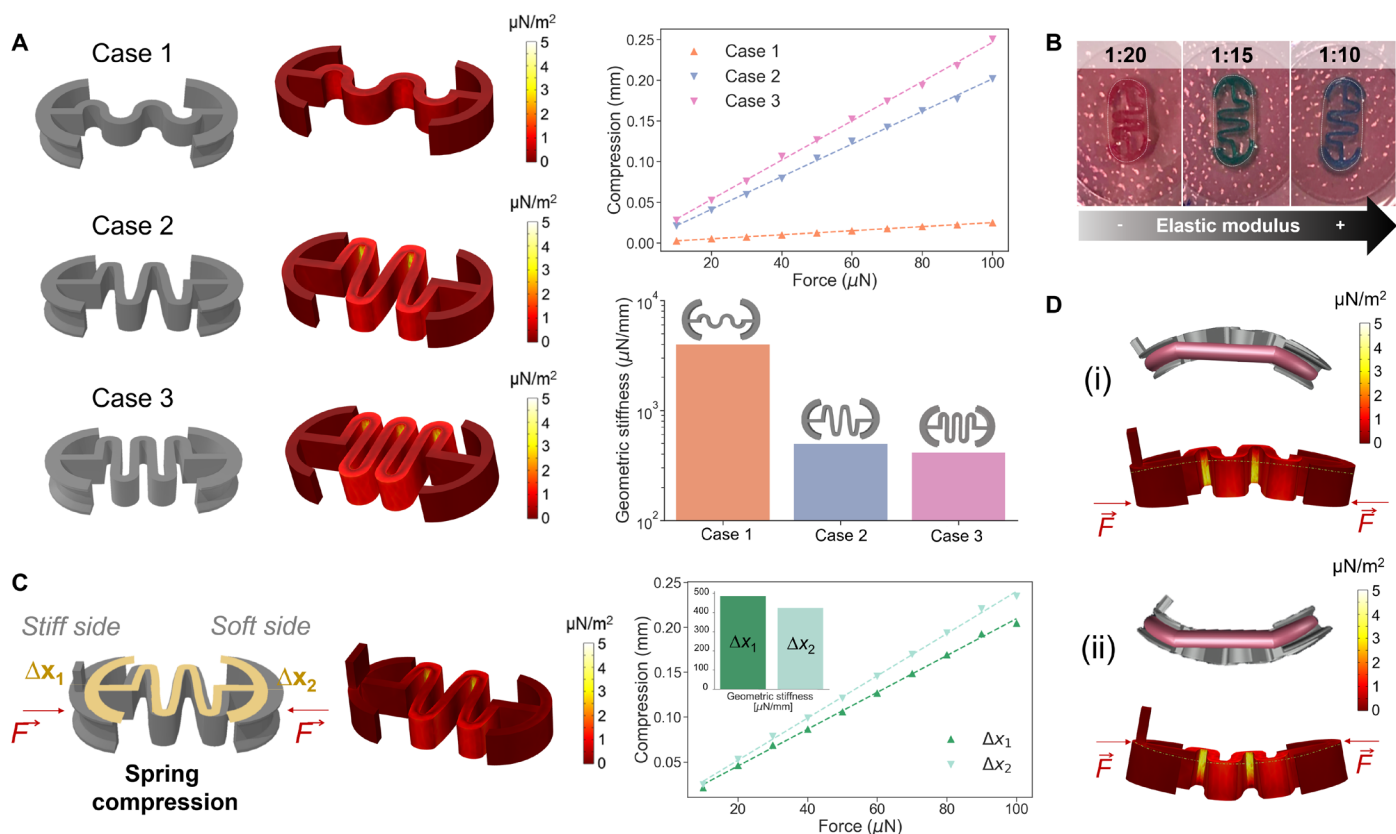 A
Case 1
µN/m2
5
4
3
2
1
0
Case 2
µN/m2
5
4
3
2
1
0
Case 3
µN/m2
5
4
3
2
1
0
Compression (mm)
0.25
0.20
0.15
0.10
0.05
0.00
Case 1
Case 2
Case 3
20 40 60 80 100
Force (µN)
Geometric stiffness (µN/mm)
10^4
10^3
10^2
Case 1 Case 2 Case 3
B
1:20 1:15 1:10
- Elastic modulus +
C
Stiff side Soft side
Δx1 Δx2
F F
Spring
compression
µN/m2
5
4
3
2
1
0
Compression (mm)
0.25
0.20
0.15
0.10
0.05
500
400
300
200
100
0
Δx1 Δx2
Geometric stiffness
[µN/mm]
Δx1
Δx2
20 40 60 80 100
Force (µN)
D
(i)
µN/m2
5
4
3
2
1
0
F F
(ii)
µN/m2
5
4
3
2
1
0
F F